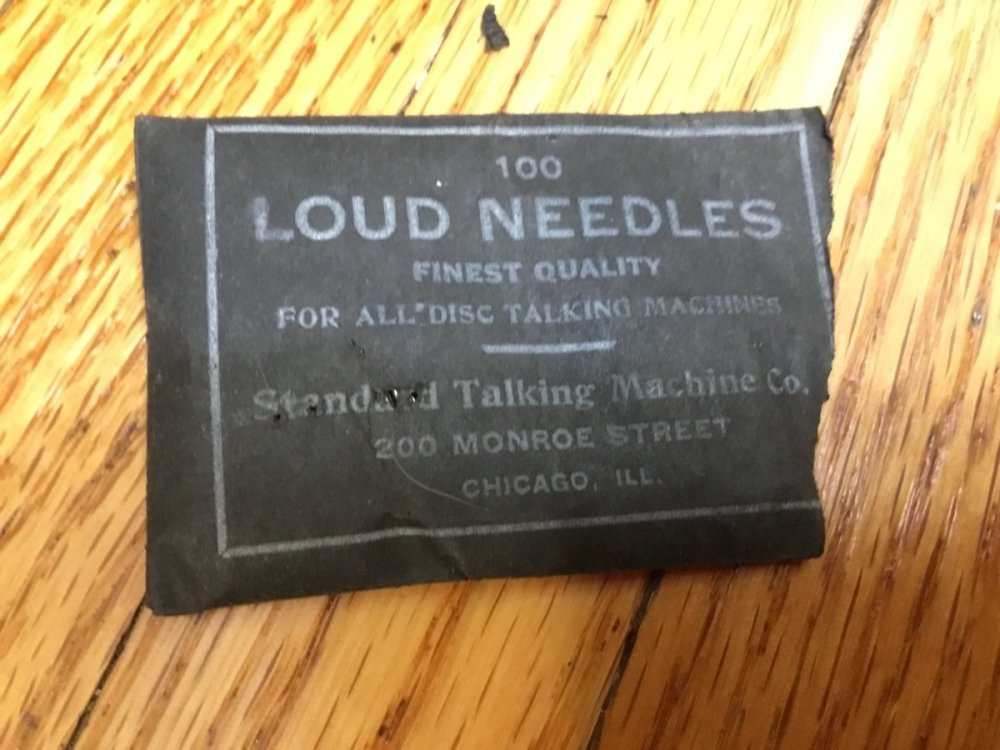 100
LOUD NEEDLES
FINEST QUALITY
FOR ALL DISC TALKING MACHINES
Standard Talking Machine Co.
200 MONROE STREET
CHICAGO, ILL.